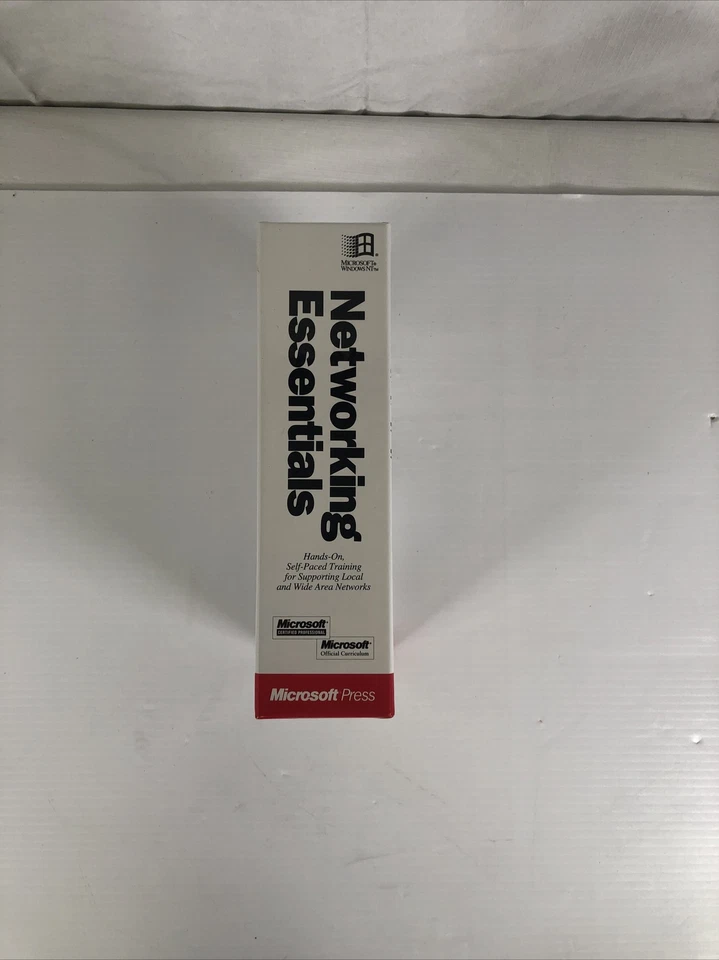 MICROSOFT®
WINDOWS NT™
Networking
Essentials
Hands-On,
Self-Paced Training
for Supporting Local
and Wide Area Networks
Microsoft®
CERTIFIED PROFESSIONAL
Microsoft®
Official Curriculum
Microsoft Press